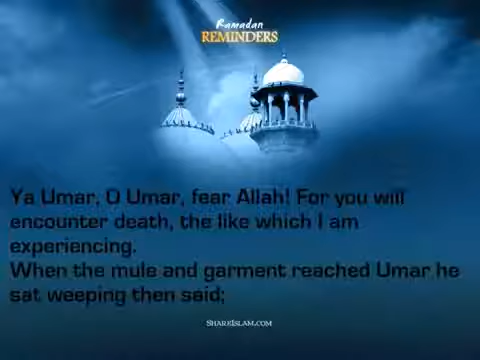 Ramadan
REMINDERS
Ya Umar, O Umar, fear Allah! For you will
encounter death, the like which I am
experiencing.
When the mule and garment reached Umar he
sat weeping then said;
SHAREISLAM.COM